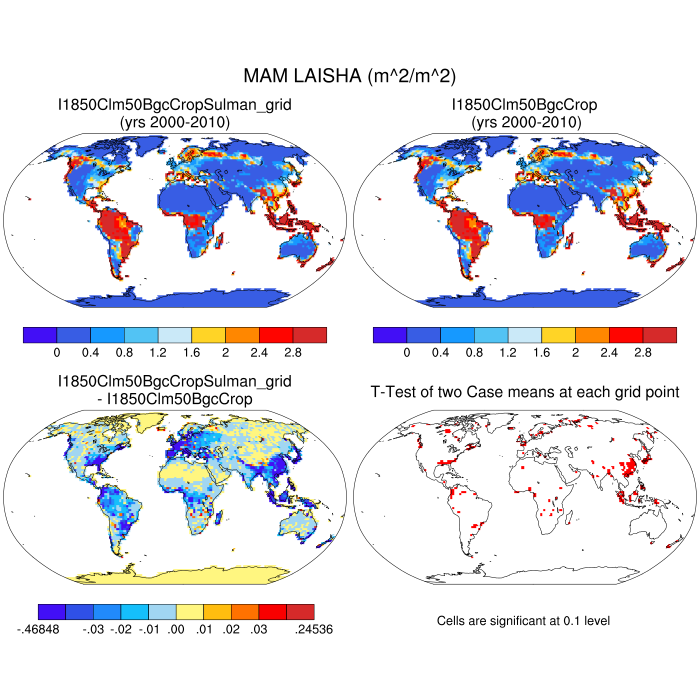 MAM LAISHA (m^2/m^2)
I1850Clm50BgcCropSulman_grid
(yrs 2000-2010)
I1850Clm50BgcCrop
(yrs 2000-2010)
0 0.4 0.8 1.2 1.6 2 2.4 2.8
0 0.4 0.8 1.2 1.6 2 2.4 2.8
I1850Clm50BgcCropSulman_grid
- I1850Clm50BgcCrop
T-Test of two Case means at each grid point
-.46848 -.03 -.02 -.01 .00 .01 .02 .03 .24536
Cells are significant at 0.1 level